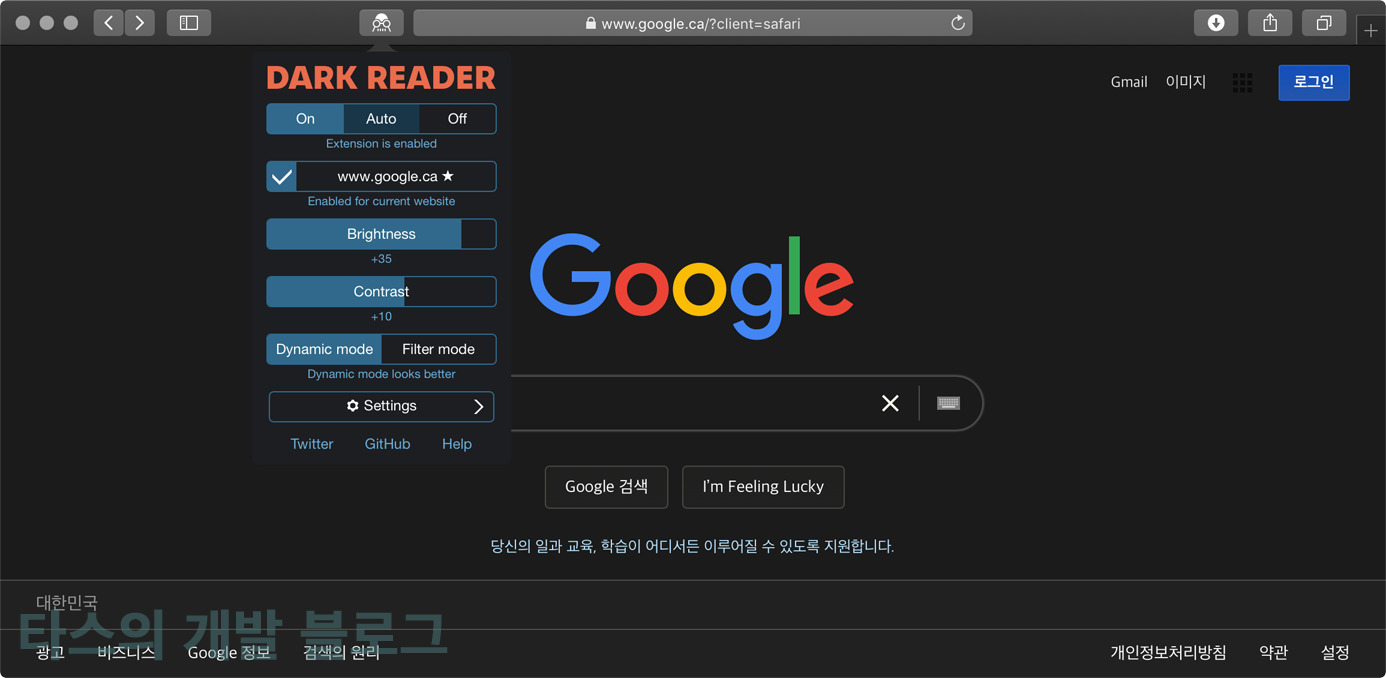 www.google.ca/?client=safari
DARK READER
On Auto Off
Extension is enabled
www.google.ca ★
Enabled for current website
Brightness
+35
Contrast
+10
Dynamic mode Filter mode
Dynamic mode looks better
Settings
Twitter GitHub Help
Gmail 이미지 로그인
Google
Google 검색 I'm Feeling Lucky
당신의 일과 교육, 학습이 어디서든 이루어질 수 있도록 지원합니다.
대한민국
타스의 개발 블로그
광고 비즈니스 Google 정보 검색의 원리 개인정보처리방침 약관 설정